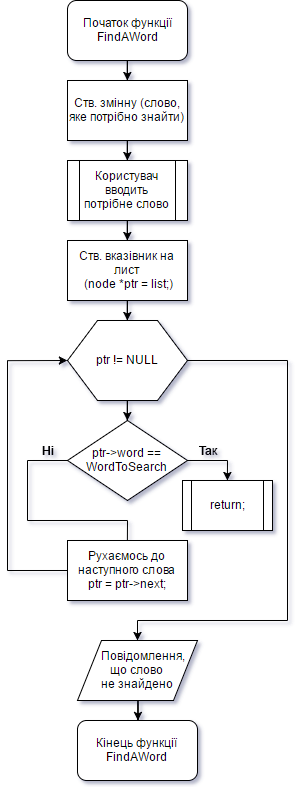 Початок функції
FindAWord
Ств. змінну (слово,
яке потрібно знайти)
Користувач
вводить
потрібне слово
Ств. вказівник на
лист
(node *ptr = list;)
ptr != NULL
Ні
ptr->word ==
WordToSearch
Так
return;
Рухаємось до
наступного слова
ptr = ptr->next;
Повідомлення,
що слово
не знайдено
Кінець функції
FindAWord